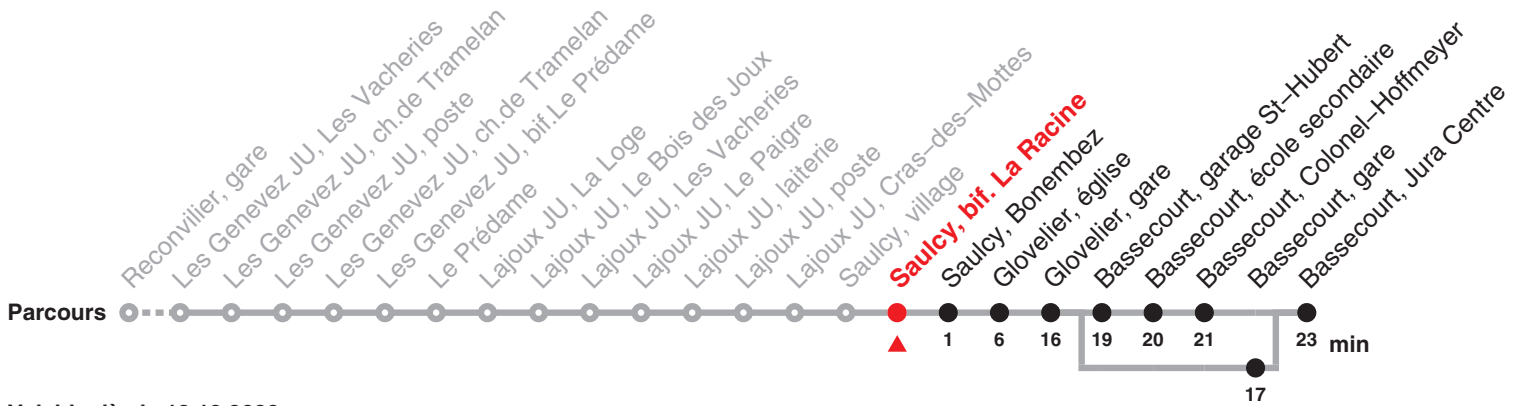 Reconvilier, gare
Les Genevez JU, Les Vacheries
Les Genevez JU, ch.de Tramelan
Les Genevez JU, poste
Les Genevez JU, ch.de Tramelan
Les Genevez JU, bif.Le Prédame
Le Prédame
Lajoux JU, La Loge
Lajoux JU, Le Bois des Joux
Lajoux JU, Les Vacheries
Lajoux JU, Le Paigre
Lajoux JU, laiterie
Lajoux JU, poste
Lajoux JU, Cras–des–Mottes
Saulcy, village
Saulcy, bif. La Racine
Saulcy, Bonembez
Glovelier, église
Glovelier, gare
Bassecourt, garage St–Hubert
Bassecourt, école secondaire
Bassecourt, Colonel–Hoffmeyer
Bassecourt, gare
Bassecourt, Jura Centre
Parcours
1 6 16 19 20 21 23 min
17